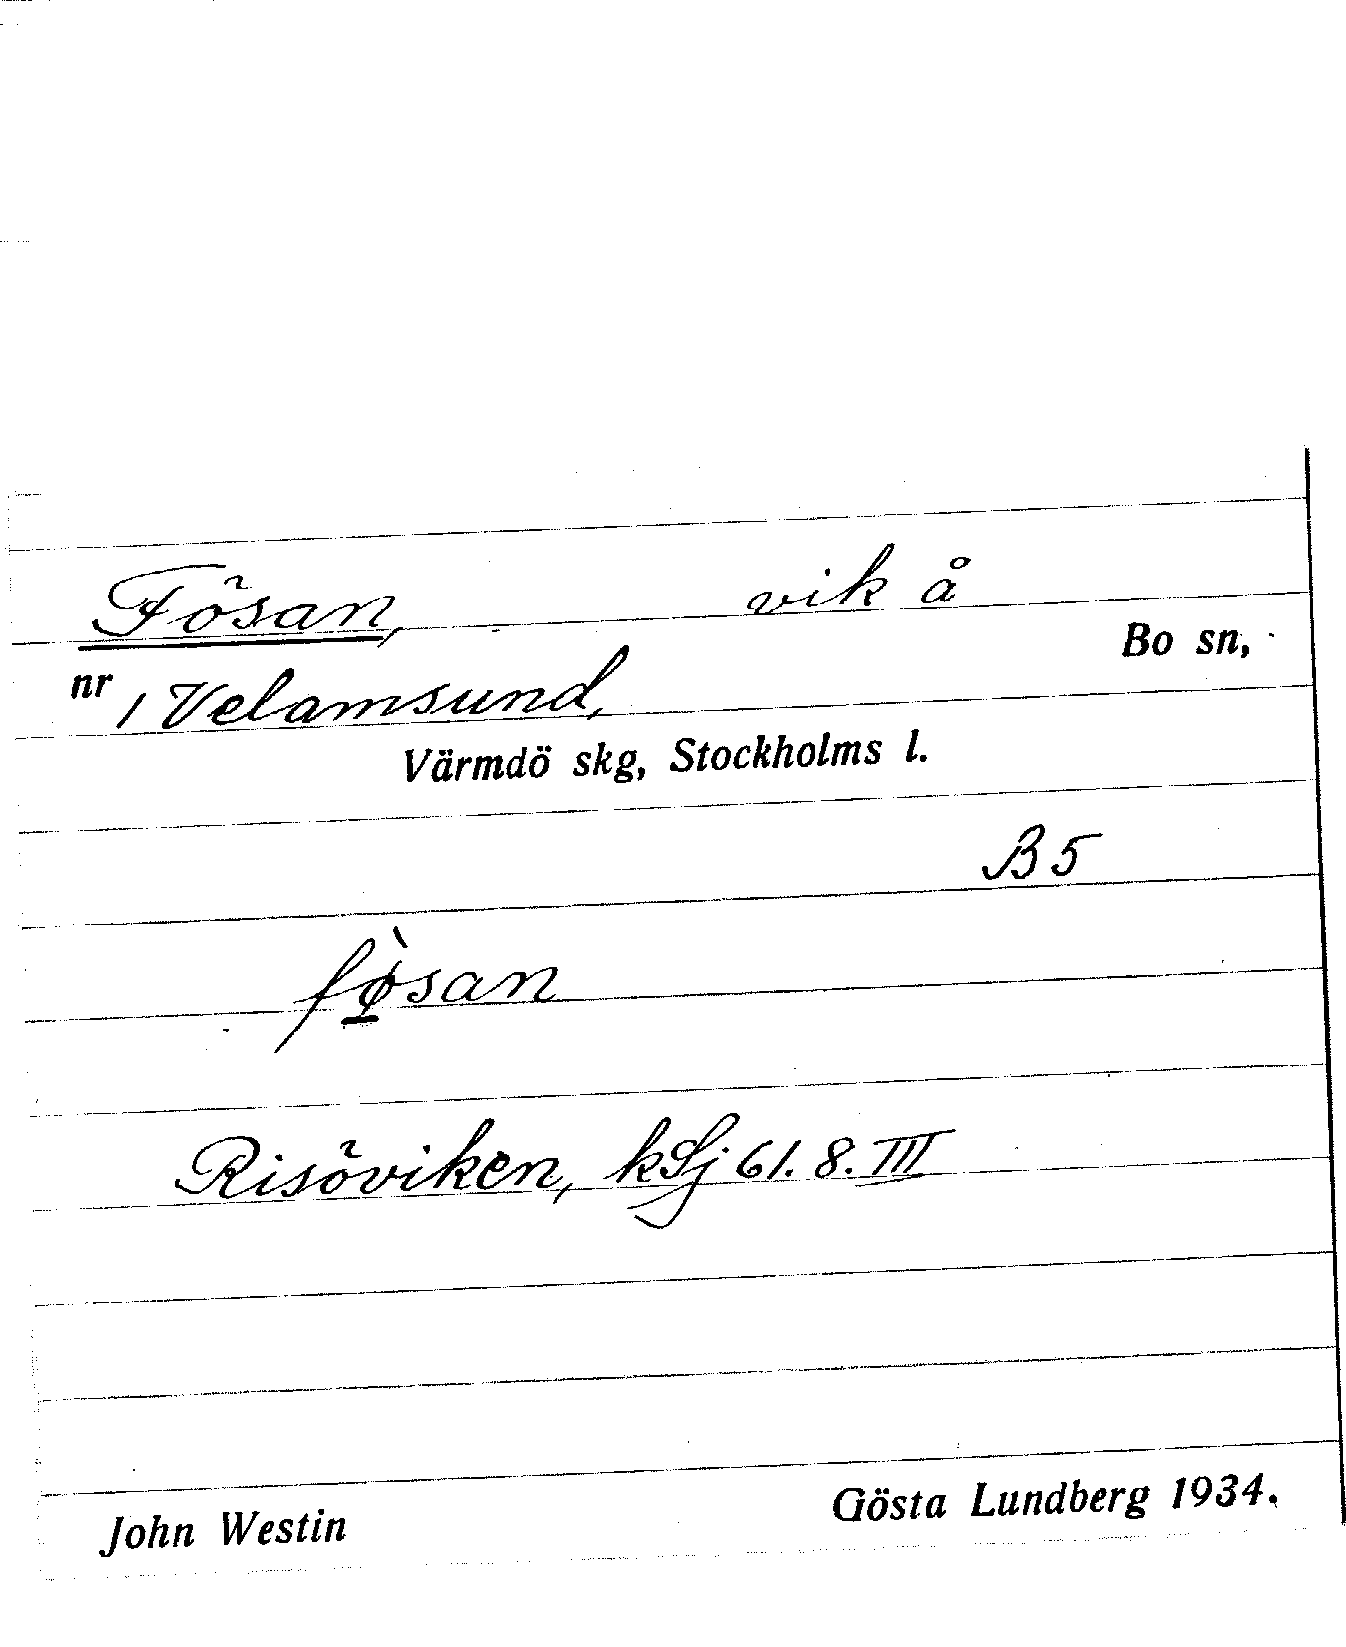 Fösan, vik å
Bo sn,
nr 1 Velamsund,
Värmdö skg, Stockholms l.
B5
fø̱̀san
Risöviken, kSj 61. 8. III
John Westin Gösta Lundberg 1934.